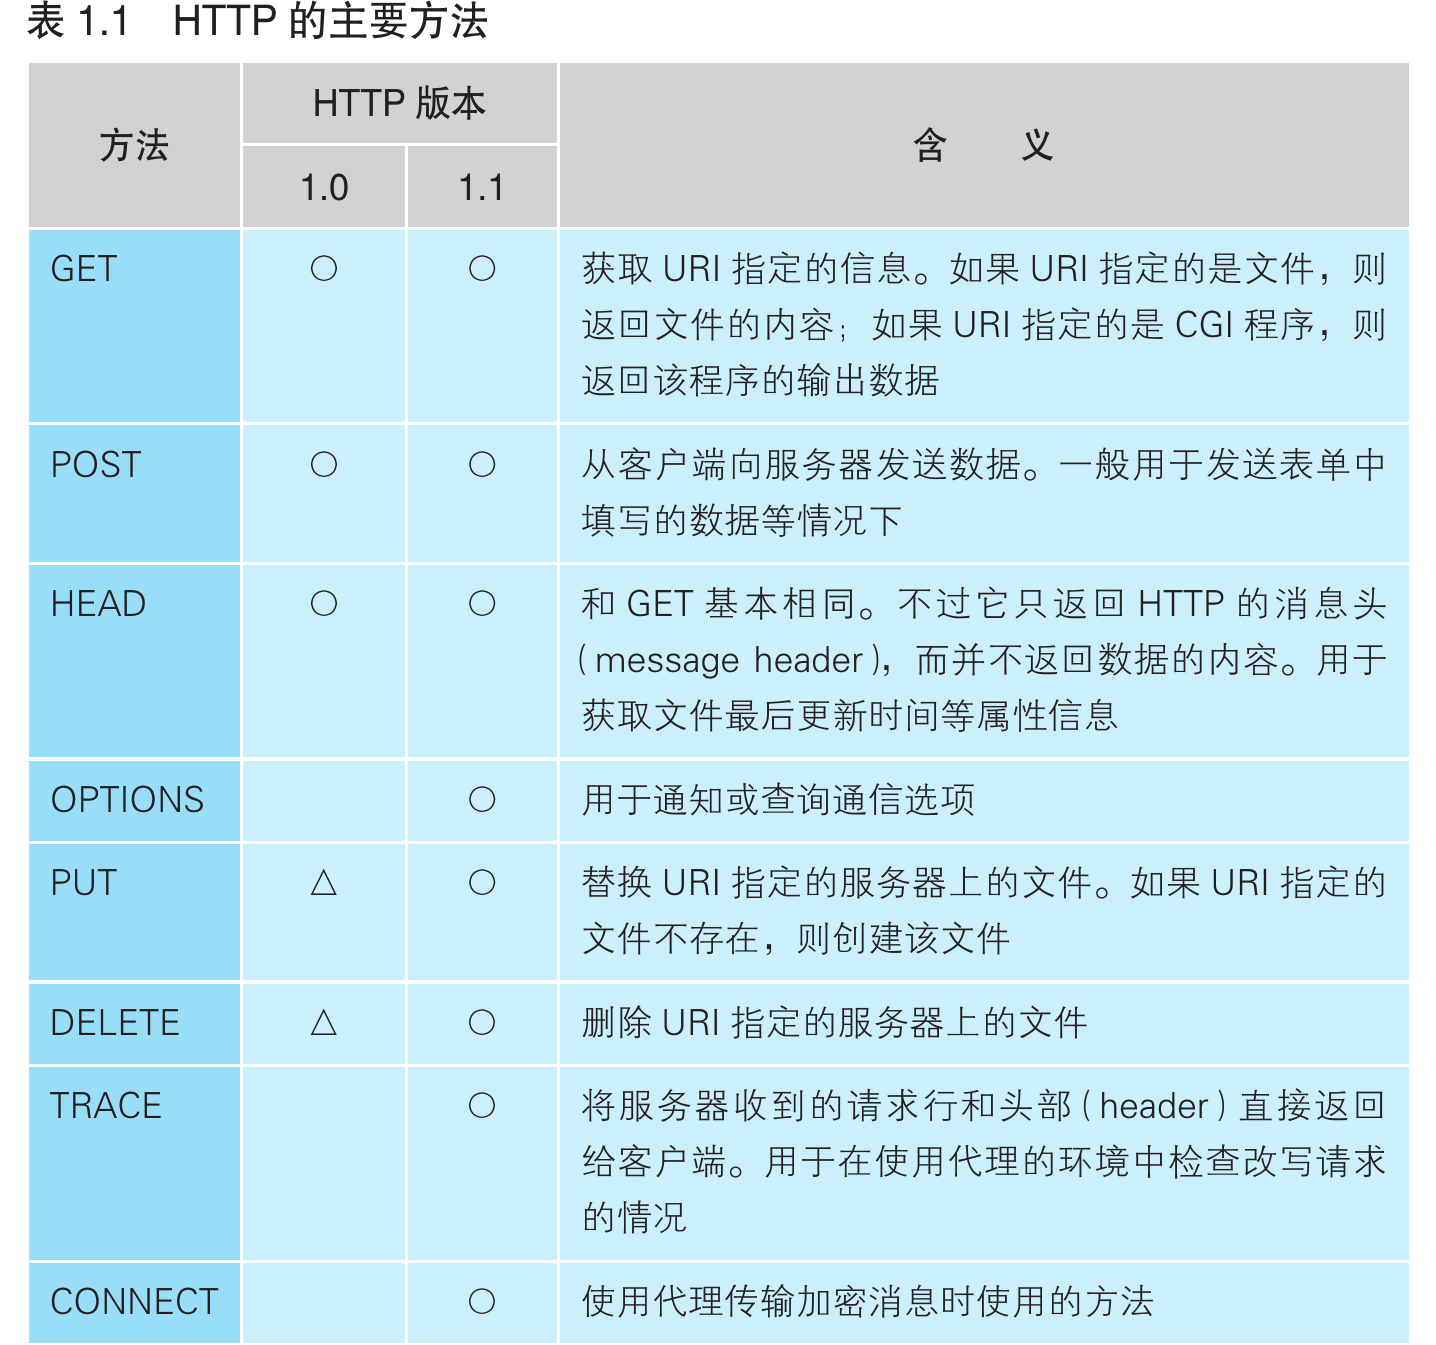 表 1.1 HTTP 的主要方法
方法
HTTP 版本
含 义
1.0
1.1
GET
○
○
获取 URI 指定的信息。如果 URI 指定的是文件，则
返回文件的内容；如果 URI 指定的是 CGI 程序，则
返回该程序的输出数据
POST
○
○
从客户端向服务器发送数据。一般用于发送表单中
填写的数据等情况下
HEAD
○
○
和 GET 基本相同。不过它只返回 HTTP 的消息头
（message header），而并不返回数据的内容。用于
获取文件最后更新时间等属性信息
OPTIONS
○
用于通知或查询通信选项
PUT
△
○
替换 URI 指定的服务器上的文件。如果 URI 指定的
文件不存在，则创建该文件
DELETE
△
○
删除 URI 指定的服务器上的文件
TRACE
○
将服务器收到的请求行和头部（header）直接返回
给客户端。用于在使用代理的环境中检查改写请求
的情况
CONNECT
○
使用代理传输加密消息时使用的方法